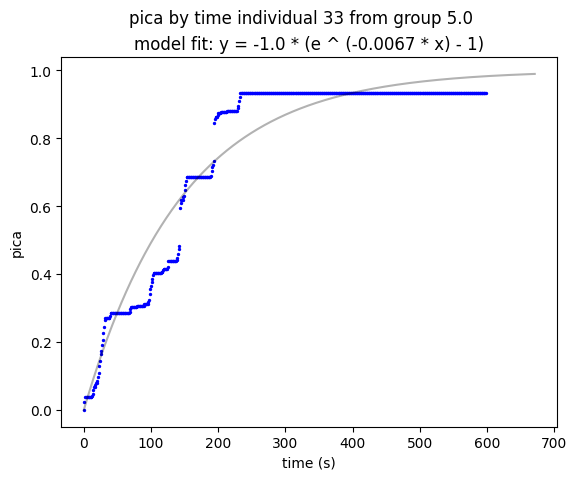 pica by time individual 33 from group 5.0
model fit: y = -1.0 * (e ^ (-0.0067 * x) - 1)
1.0
0.8
0.6
0.4
0.2
0.0
pica
0 100 200 300 400 500 600 700
time (s)